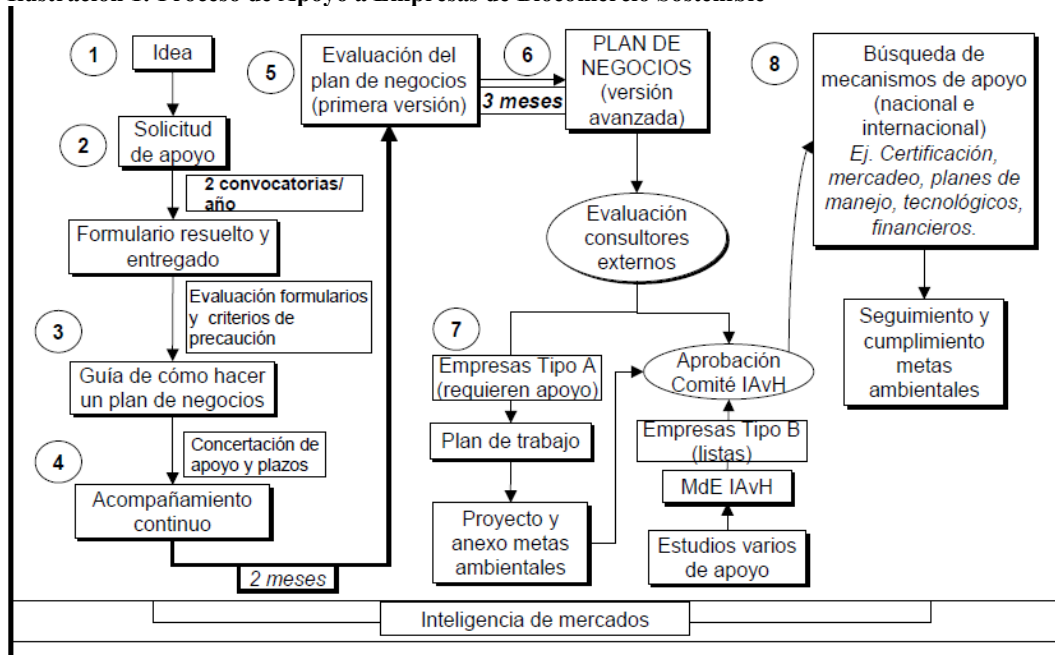 Ilustración 1. Proceso de Apoyo a Empresas de Biocomercio Sostenible
1
Idea
2
Solicitud
de apoyo
2 convocatorias/
año
Formulario resuelto y
entregado
Evaluación formularios
y criterios de
precaución
3
Guía de cómo hacer
un plan de negocios
Concertación de
apoyo y plazos
4
Acompañamiento
continuo
2 meses
5
Evaluación del
plan de negocios
(primera versión)
6
3 meses
PLAN DE
NEGOCIOS
(versión
avanzada)
Evaluación
consultores
externos
7
Empresas Tipo A
(requieren apoyo)
Plan de trabajo
Proyecto y
anexo metas
ambientales
Aprobación
Comité IAvH
Empresas Tipo B
(listas)
MdE IAvH
Estudios varios
de apoyo
8
Búsqueda de
mecanismos de apoyo
(nacional e
internacional)
Ej. Certificación,
mercadeo, planes de
manejo, tecnológicos,
financieros.
Seguimiento y
cumplimiento
metas
ambientales
Inteligencia de mercados